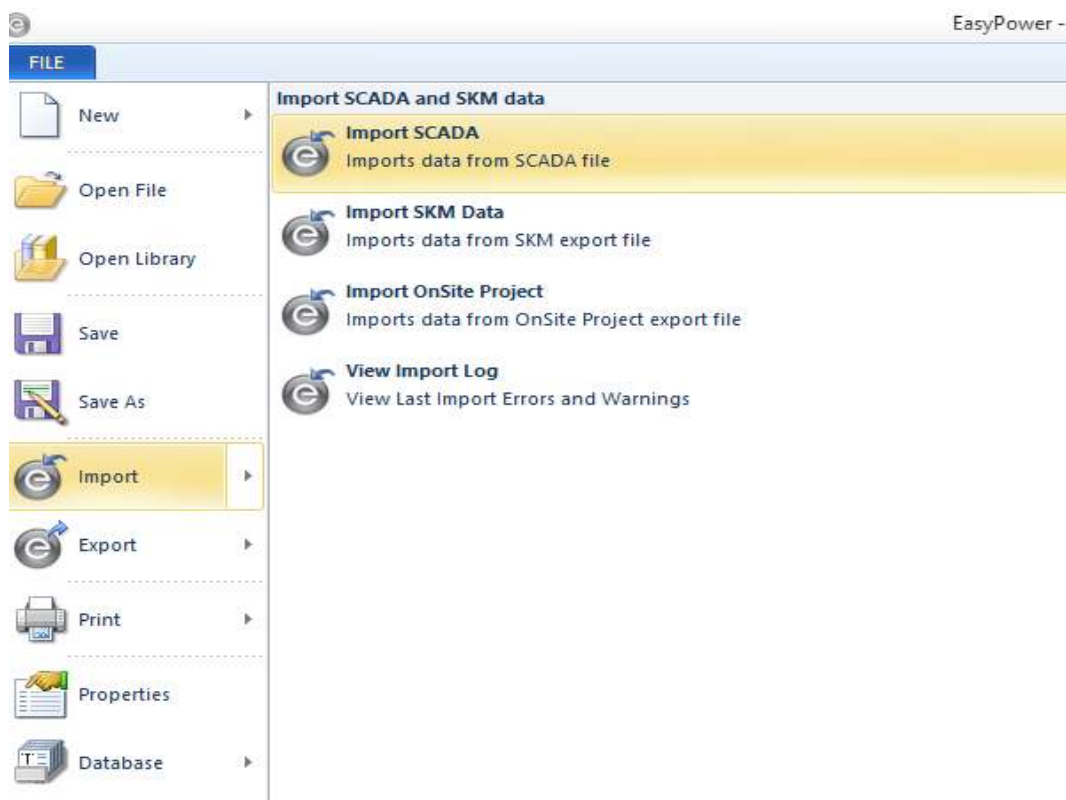 EasyPower -
FILE
New
Open File
Open Library
Save
Save As
Import
Export
Print
Properties
Database
Import SCADA and SKM data
Import SCADA
Imports data from SCADA file
Import SKM Data
Imports data from SKM export file
Import OnSite Project
Imports data from OnSite Project export file
View Import Log
View Last Import Errors and Warnings